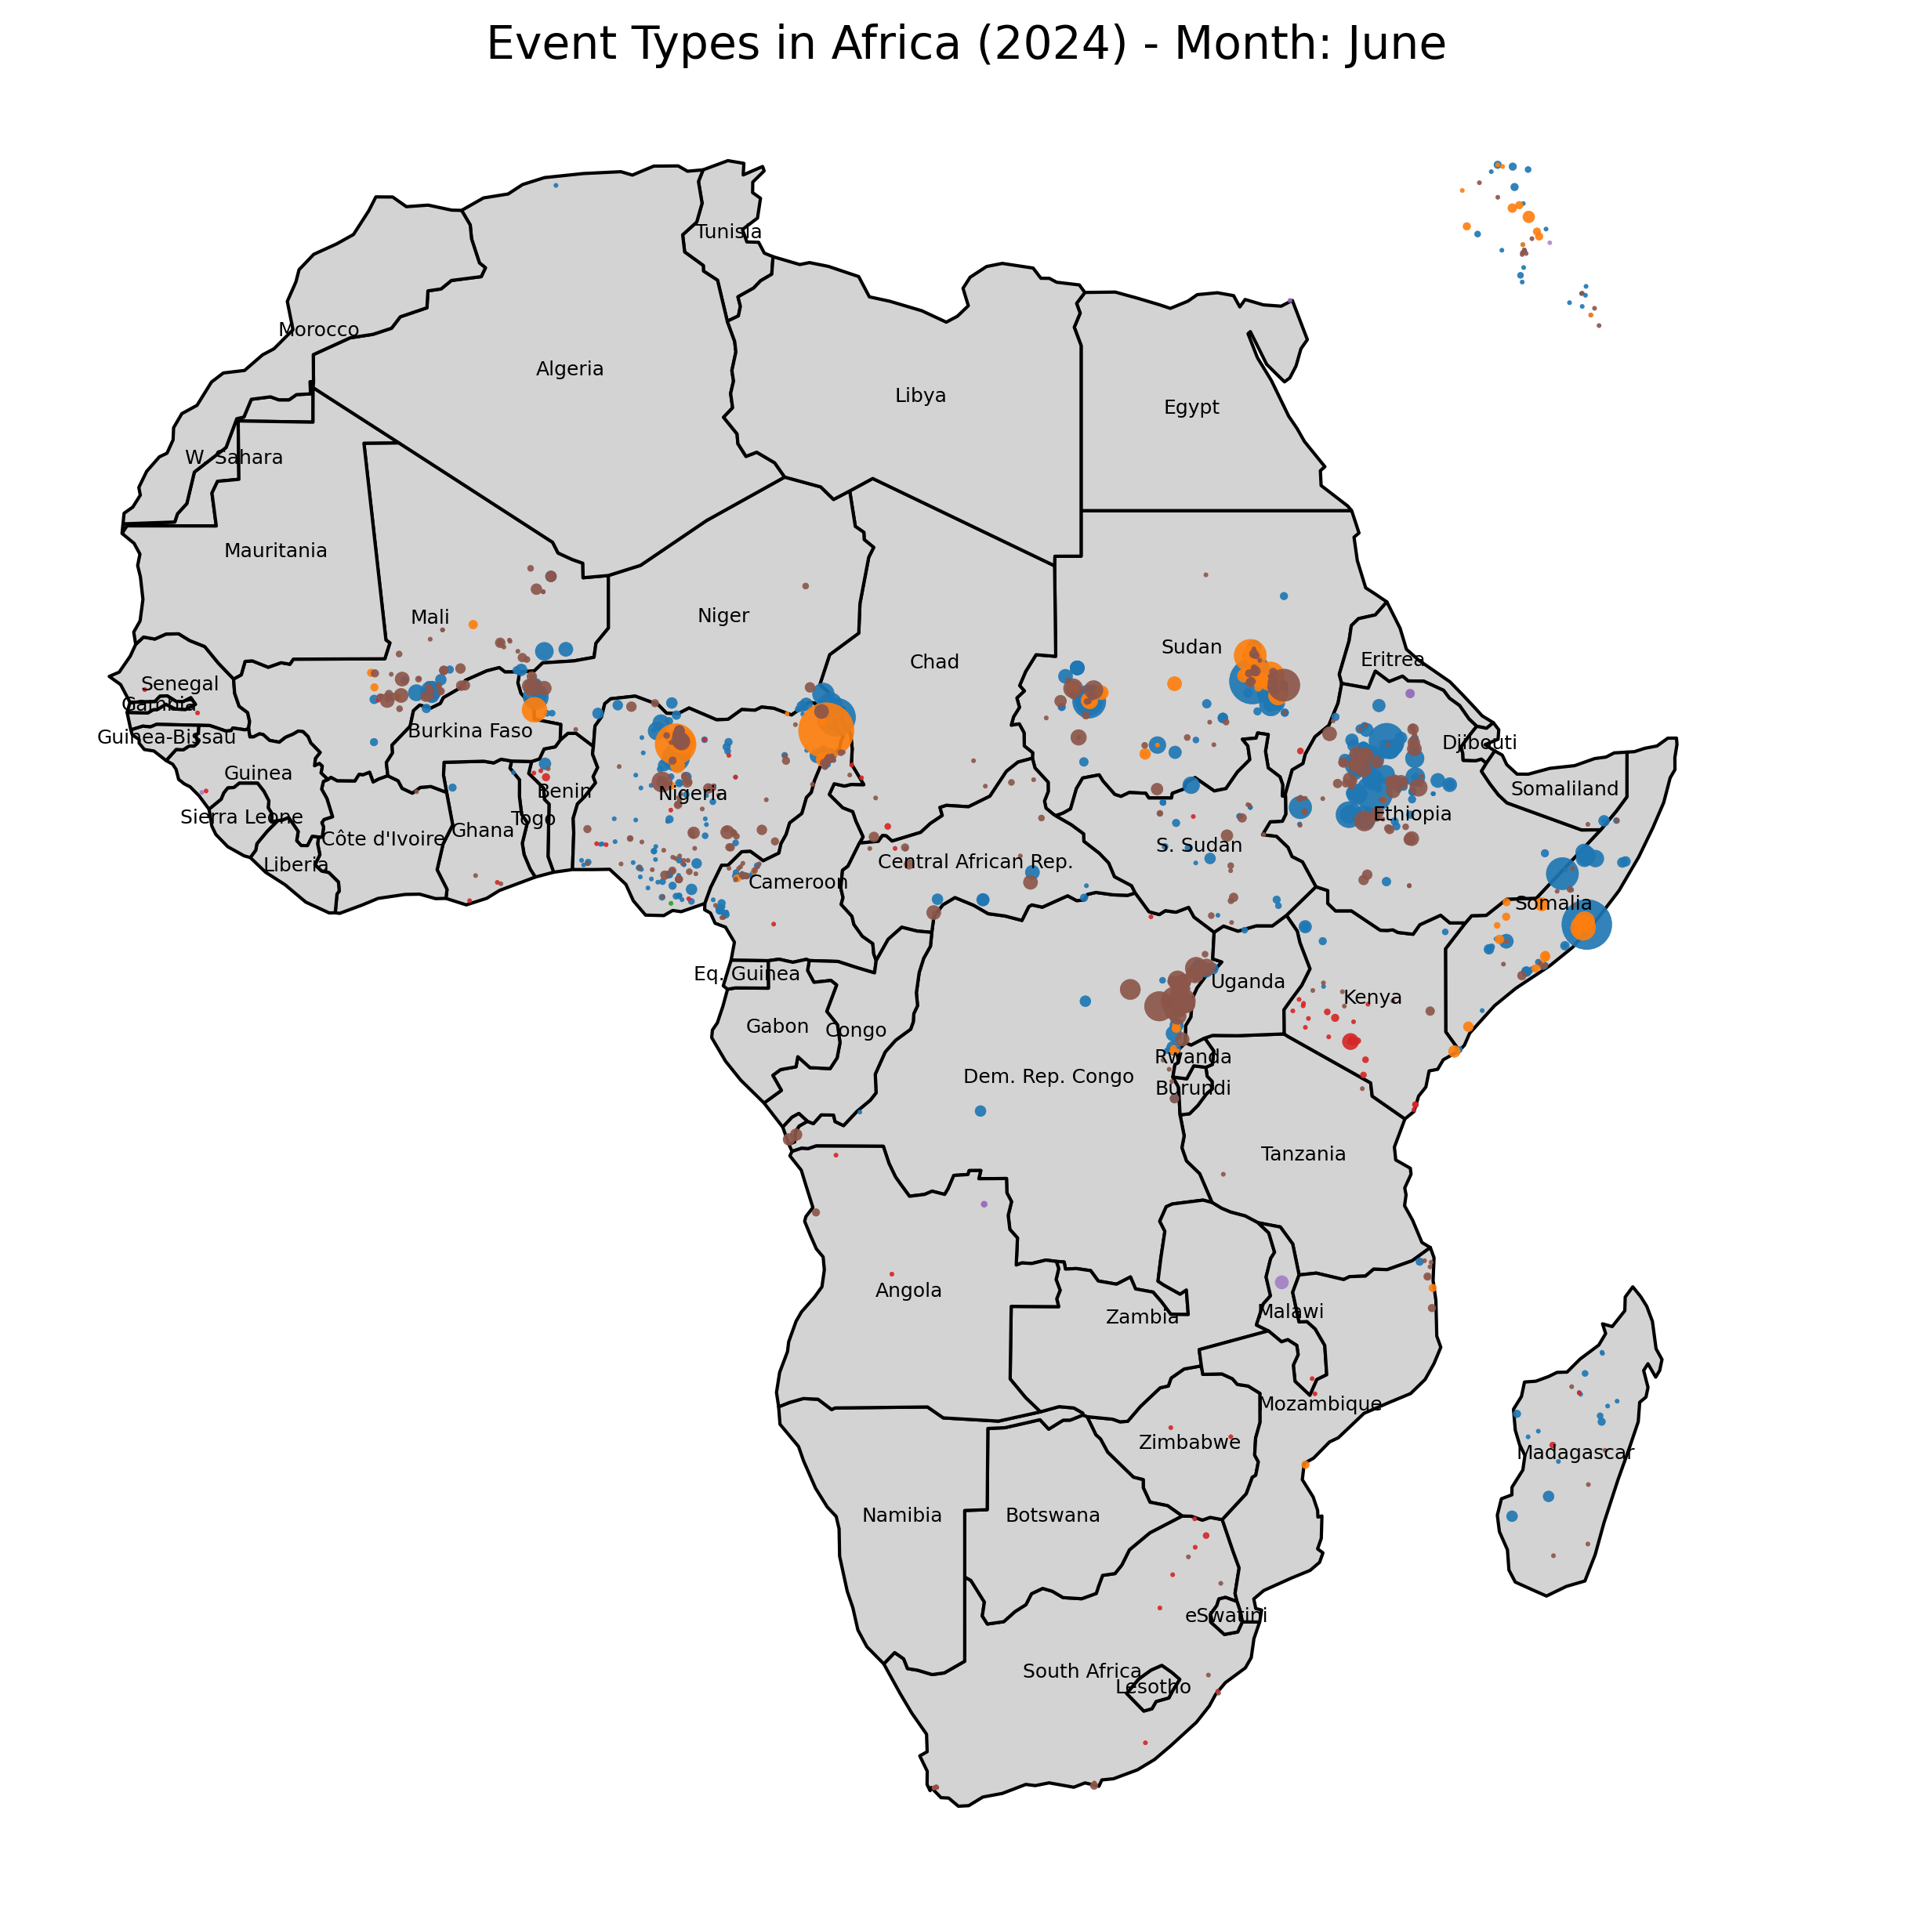 Event Types in Africa (2024) - Month: June
Tunisia
Morocco
Algeria
Libya
Egypt
W. Sahara
Mauritania
Mali
Niger
Chad
Sudan
Eritrea
Senegal
Gambia
Guinea-Bissau
Burkina Faso
Djibouti
Guinea
Somaliland
Benin
Nigeria
Sierra Leone
Togo
Ethiopia
Côte d'Ivoire
Ghana
S. Sudan
Liberia
Central African Rep.
Cameroon
Somalia
Eq. Guinea
Uganda
Kenya
Gabon
Congo
Rwanda
Dem. Rep. Congo
Burundi
Tanzania
Angola
Malawi
Zambia
Mozambique
Zimbabwe
Madagascar
Namibia
Botswana
eSwatini
South Africa
Lesotho